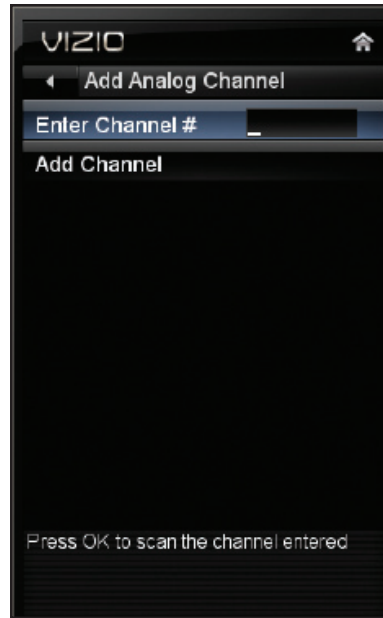 VIZIO
Add Analog Channel
Enter Channel # _
Add Channel
Press OK to scan the channel entered